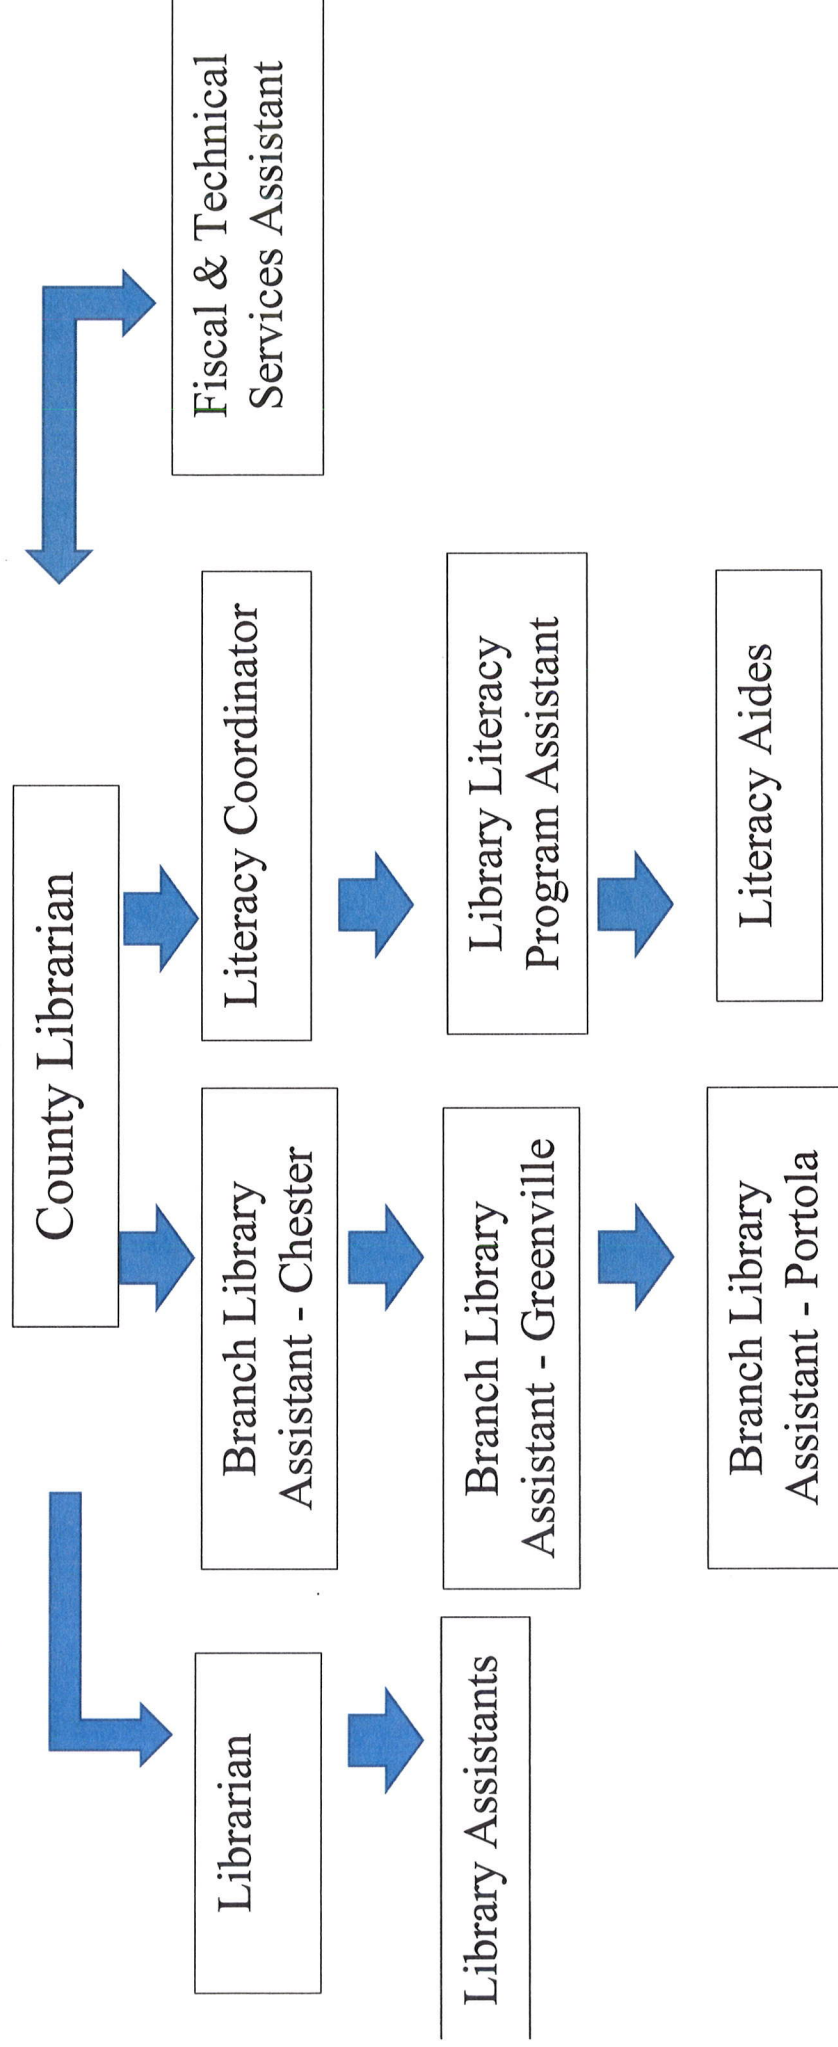 County Librarian
Librarian
Branch Library
Assistant - Chester
Literacy Coordinator
Fiscal & Technical
Services Assistant
Library Assistants
Branch Library
Assistant - Greenville
Library Literacy
Program Assistant
Branch Library
Assistant - Portola
Literacy Aides